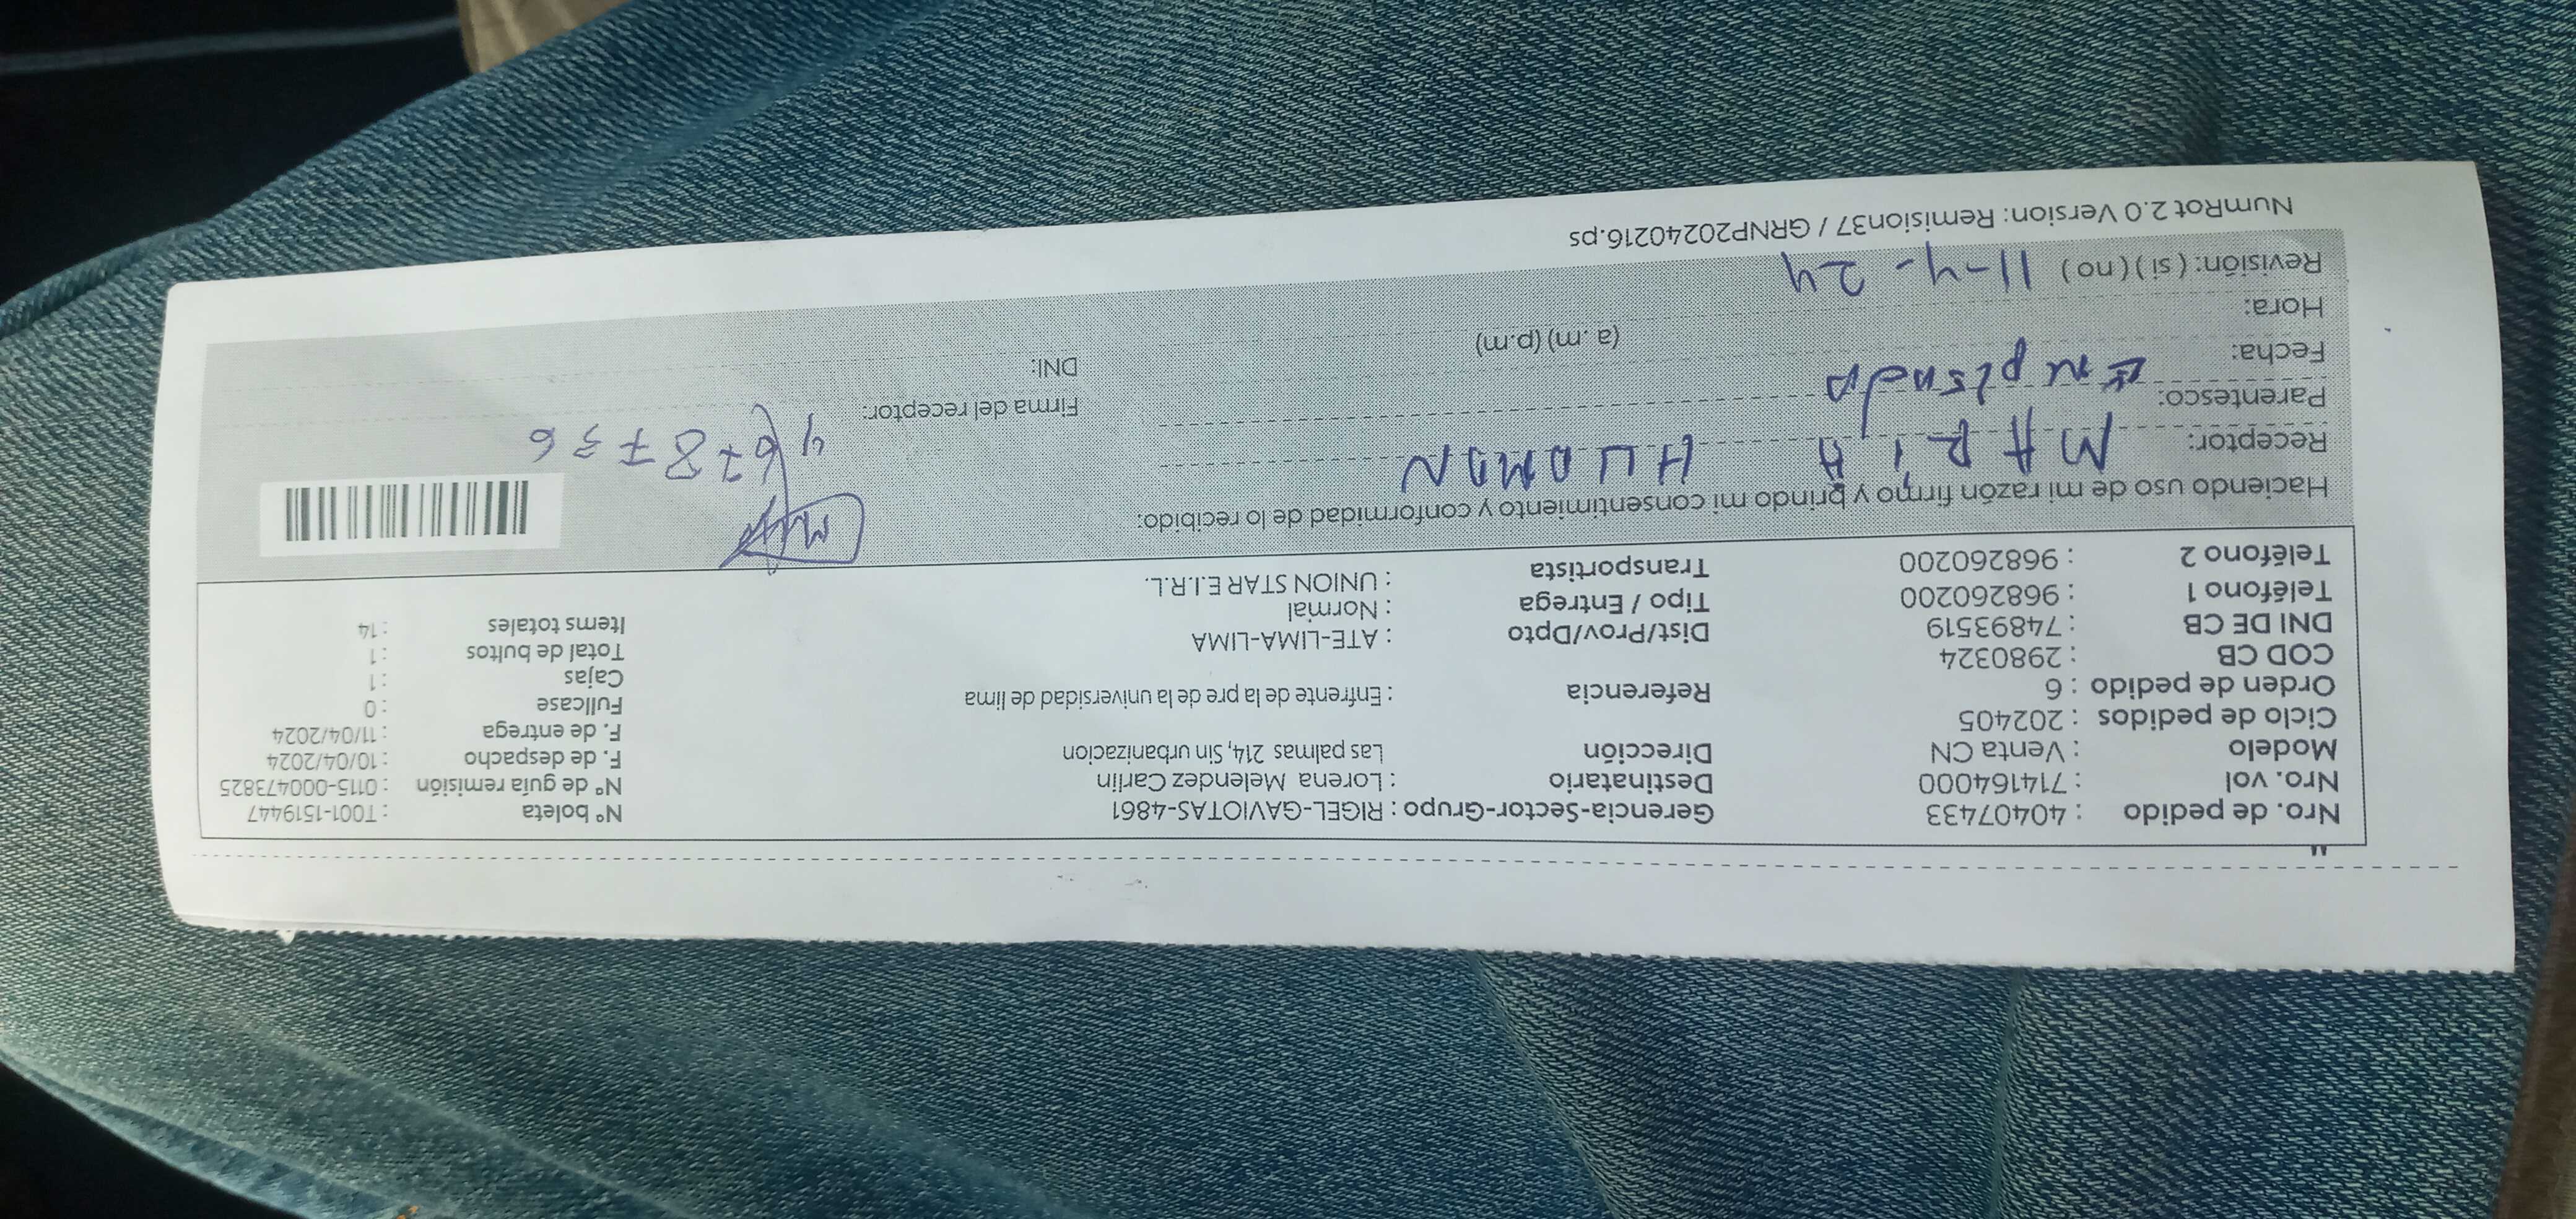 Nro. de pedido : 40407433 Gerencia-Sector-Grupo : RIGEL-GAVIOTAS-4861 N° boleta : T001-1519447
Nro. vol : 714164000 Destinatario : Lorena Melendez Carlin N° de guía remisión : 0115-000473825
Modelo : Venta CN Dirección Las palmas 214, Sin urbanizacion F. de despacho : 10/04/2024
Ciclo de pedidos : 202405 F. de entrega : 11/04/2024
Orden de pedido : 6 Referencia : Enfrente de la pre de la universidad de lima Fullcase : 0
COD CB : 2980324 Cajas : 1
DNI DE CB : 74893519 Dist/Prov/Dpto : ATE-LIMA-LIMA Total de bultos : 1
Teléfono 1 : 968260200 Tipo / Entrega : Normal Items totales : 14
Teléfono 2 : 968260200 Transportista : UNION STAR E.I.R.L.
Haciendo uso de mi razón firmo y brindo mi consentimiento y conformidad de lo recibido:
Receptor: MARIA HUAMAN
46787736
Parentesco: Empleada Firma del receptor:
Fecha: DNI:
Hora: (a .m) (p.m)
Revisión: ( si ) ( no ) 11-4-24
NumRot 2.0 Version: Remision37 / GRNP20240216.ps